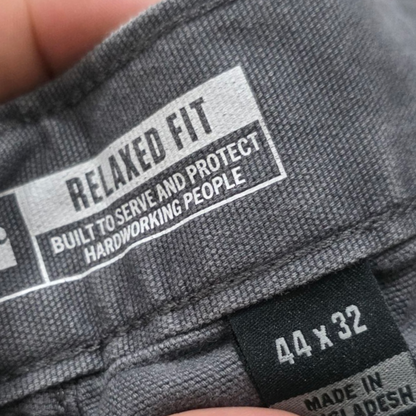 RELAXED FIT
BUILT TO SERVE AND PROTECT
HARDWORKING PEOPLE
44 x 32
MADE IN